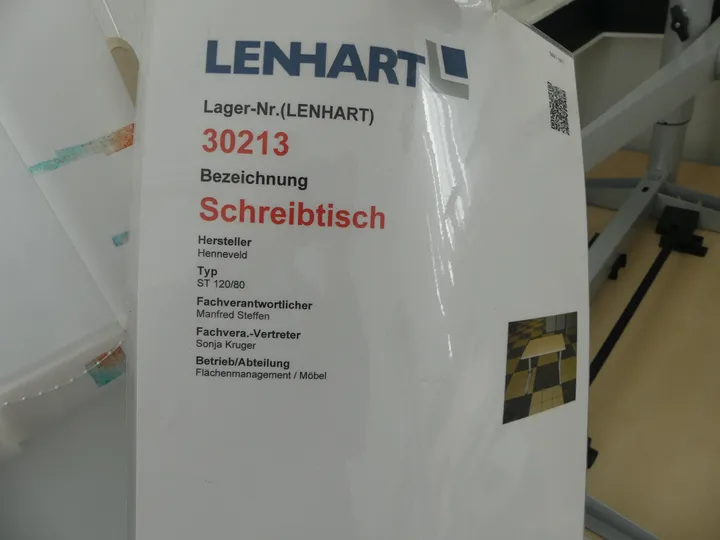 LENHART
Lager-Nr.(LENHART)
30213
Bezeichnung
Schreibtisch
Hersteller
Henneveld
Typ
ST 120/80
Fachverantwortlicher
Manfred Steffen
Fachvera.-Vertreter
Sonja Kruger
Betrieb/Abteilung
Flächenmanagement / Möbel